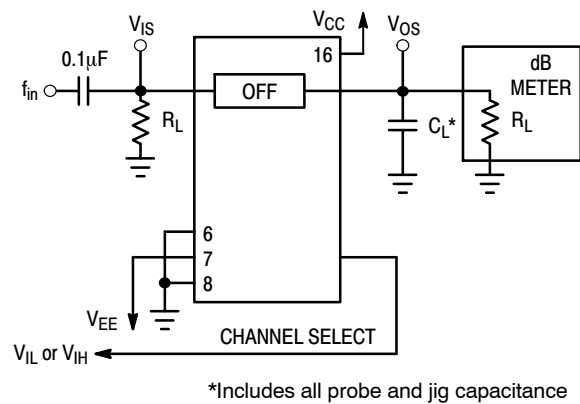 V_IS
V_CC
V_OS
0.1µF
16
dB
METER
f_in
OFF
R_L
C_L*
R_L
6
7
8
V_EE
CHANNEL SELECT
V_IL or V_IH
*Includes all probe and jig capacitance